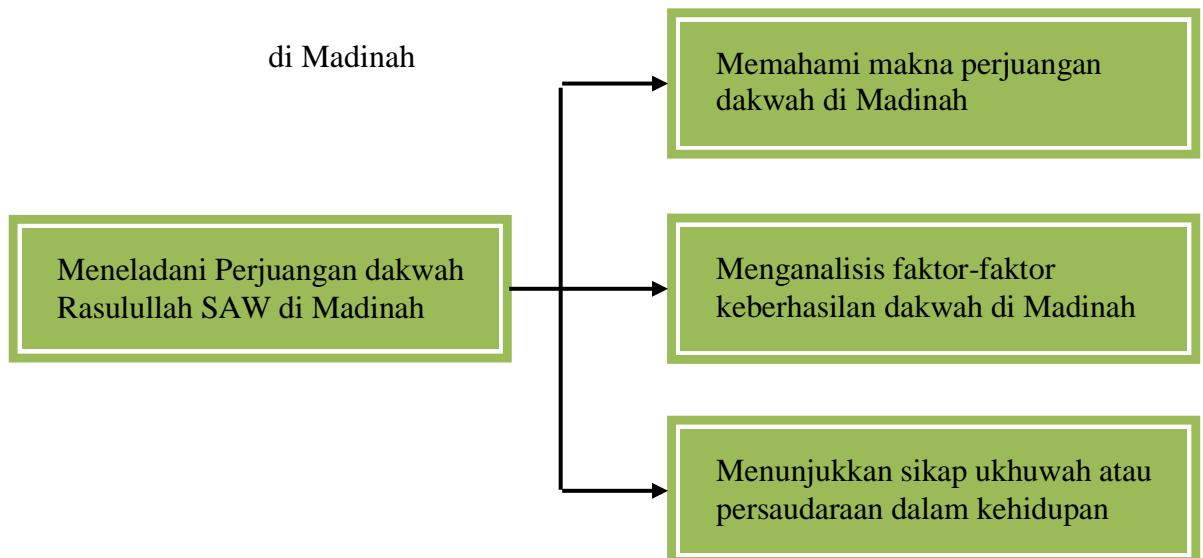 di Madinah
Memahami makna perjuangan
dakwah di Madinah
Meneladani Perjuangan dakwah
Rasulullah SAW di Madinah
Menganalisis faktor-faktor
keberhasilan dakwah di Madinah
Menunjukkan sikap ukhuwah atau
persaudaraan dalam kehidupan